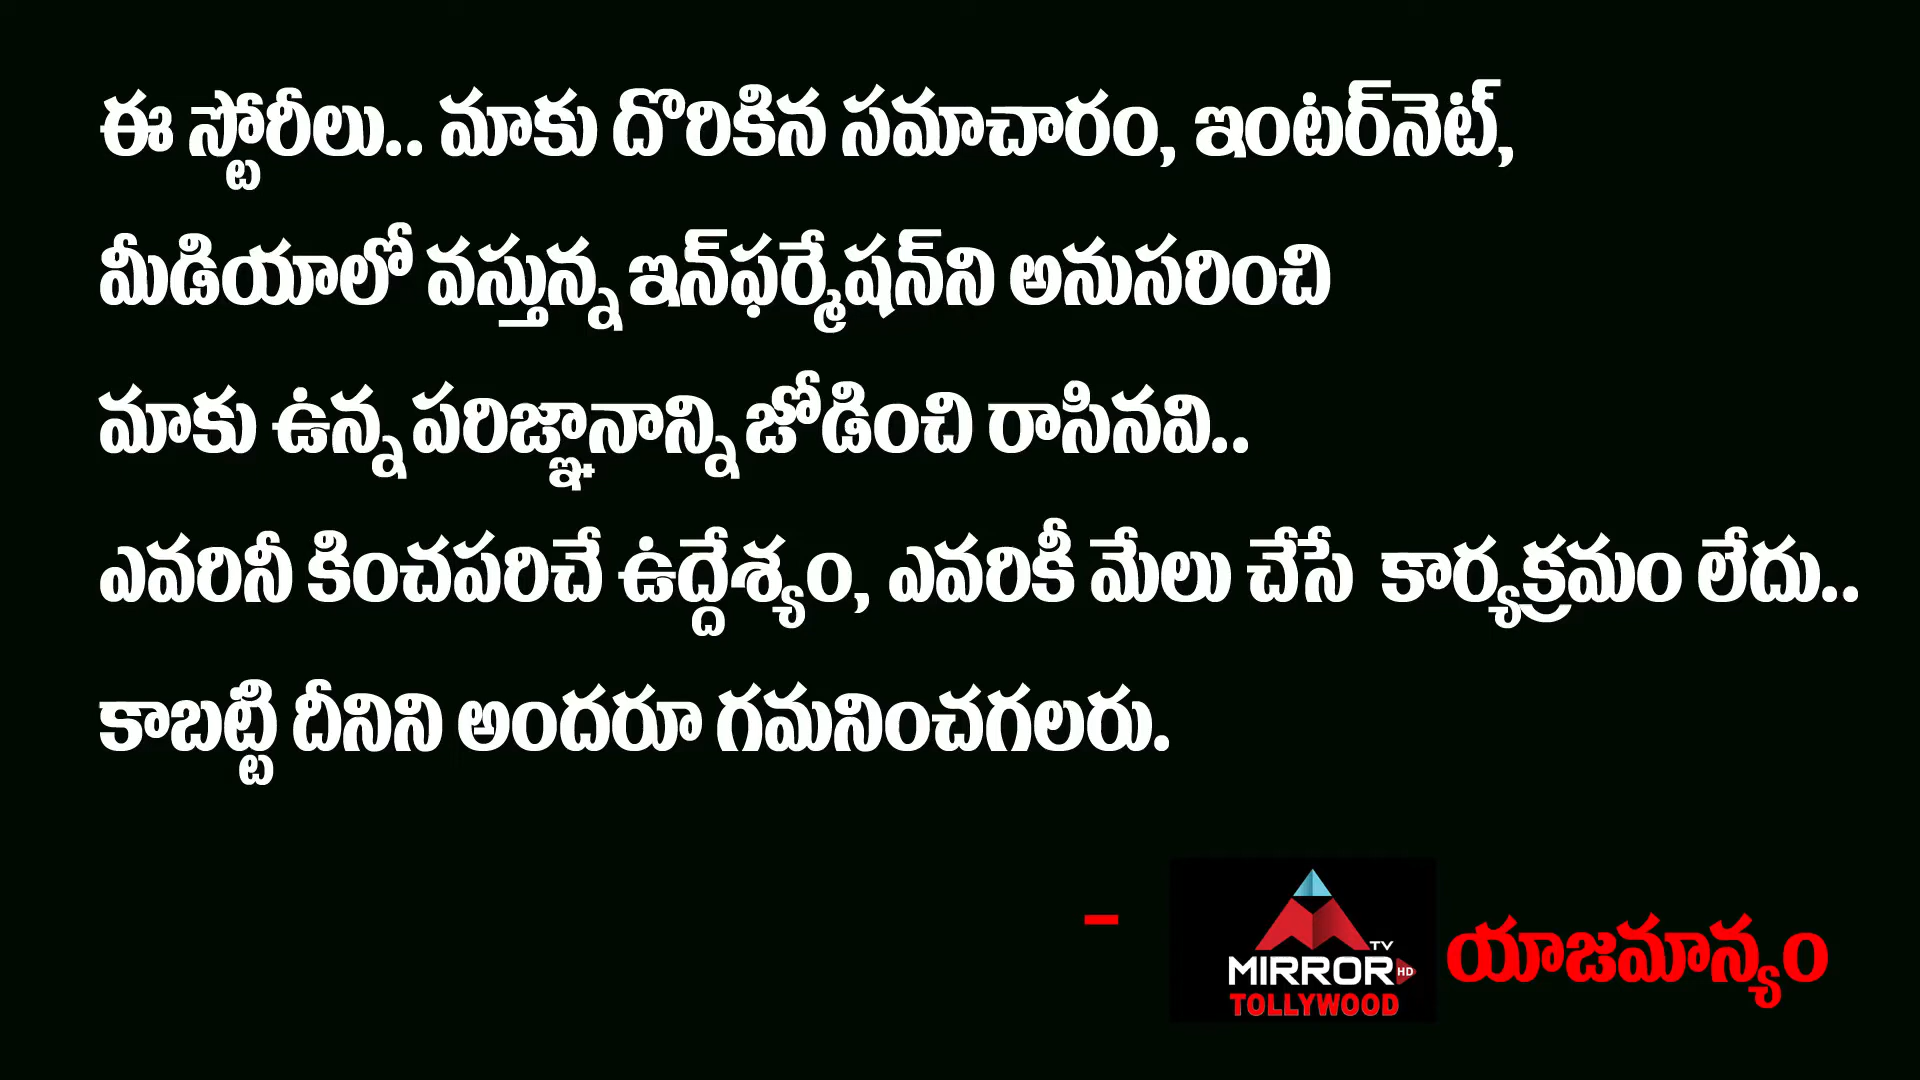 ఈ స్టోరీలు.. మాకు దొరికిన సమాచారం, ఇంటర్‌నెట్,
మీడియాలో వస్తున్న ఇన్‌ఫర్మేషన్‌ని అనుసరించి
మాకు ఉన్న పరిజ్ఞానాన్ని జోడించి రాసినవి..
ఎవరినీ కించపరిచే ఉద్దేశ్యం, ఎవరికీ మేలు చేసే కార్యక్రమం లేదు..
కాబట్టి దీనిని అందరూ గమనించగలరు.
- TV MIRROR HD TOLLYWOOD యాజమాన్యం